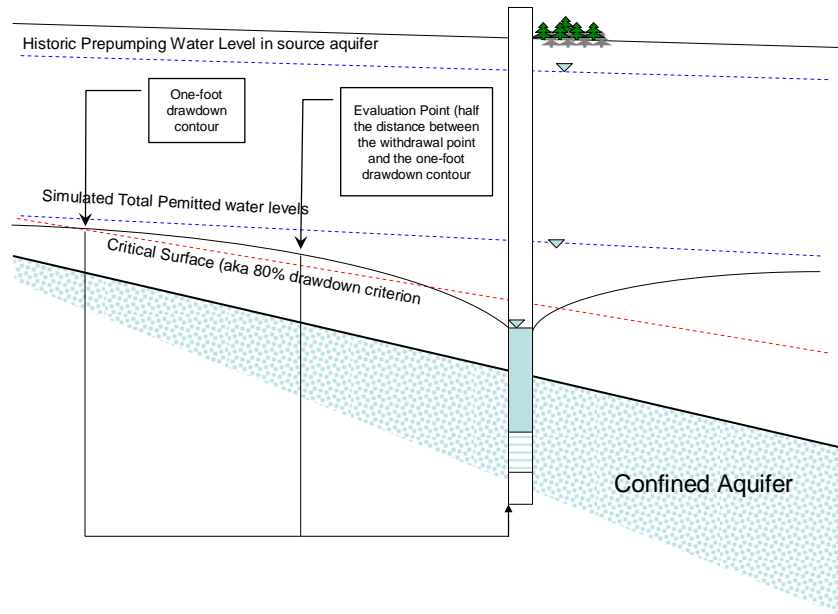 Historic Prepumping Water Level in source aquifer
One-foot
drawdown
contour
Evaluation Point (half
the distance between
the withdrawal point
and the one-foot
drawdown contour
Simulated Total Pemitted water levels
Critical Surface (aka 80% drawdown criterion
Confined Aquifer